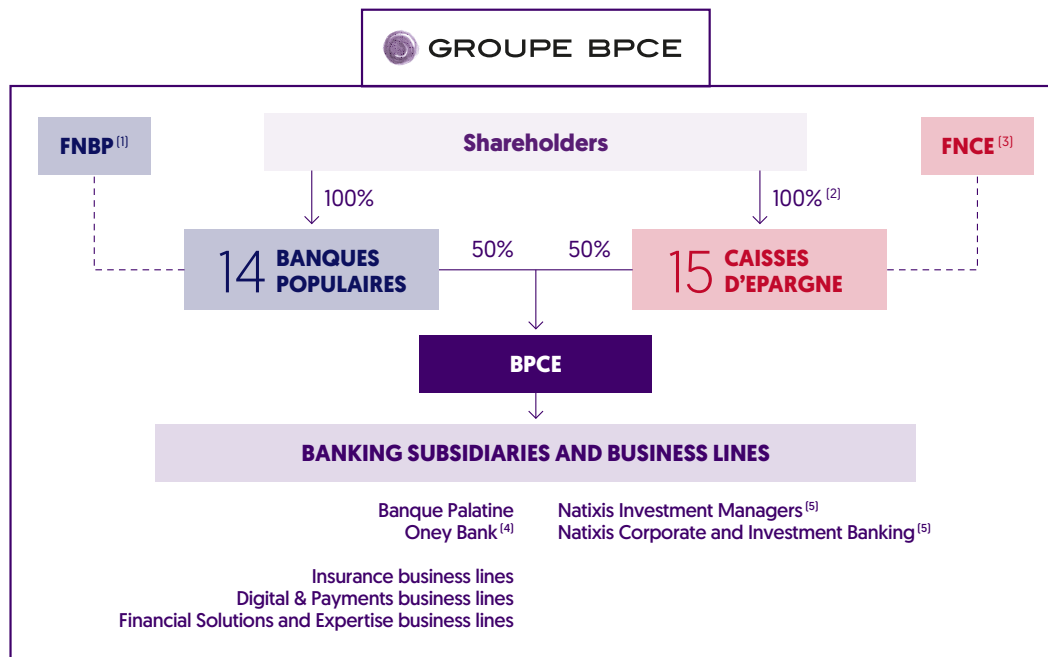 GROUPE BPCE
FNBP (1)
Shareholders
FNCE (3)
100%
100% (2)
14 BANQUES
POPULAIRES
50%
50%
15 CAISSES
D'EPARGNE
BPCE
BANKING SUBSIDIARIES AND BUSINESS LINES
Banque Palatine
Oney Bank (4)
Natixis Investment Managers (5)
Natixis Corporate and Investment Banking (5)
Insurance business lines
Digital & Payments business lines
Financial Solutions and Expertise business lines